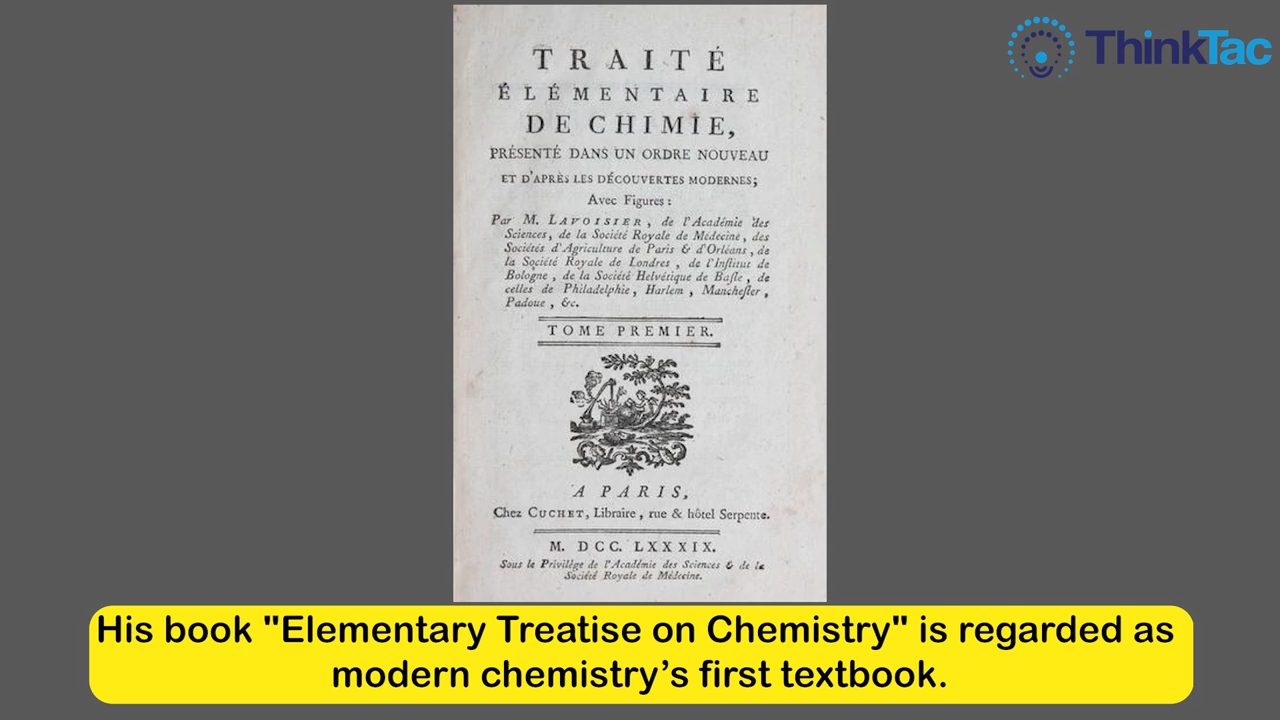 ThinkTac
TRAITÉ
ÉLÉMENTAIRE
DE CHIMIE,
PRÉSENTÉ DANS UN ORDRE NOUVEAU
ET D'APRÈS LES DÉCOUVERTES MODERNES;
Avec Figures :
Par M. LAVOISIER, de l'Académie des
Sciences, de la Société Royale de Médecine, des
Sociétés d'Agriculture de Paris & d'Orléans, de
la Société Royale de Londres, de l'Inſtitut de
Bologne, de la Société Helvétique de Baſle, de
celles de Philadelphie, Harlem, Mancheſter,
Padoue, &c.
TOME PREMIER.
A PARIS,
Chez CUCHET, Libraire, rue & hôtel Serpente.
M. DCC. LXXXIX.
Sous le Privilège de l'Académie des Sciences & de la
Société Royale de Médecine.
His book "Elementary Treatise on Chemistry" is regarded as
modern chemistry’s first textbook.